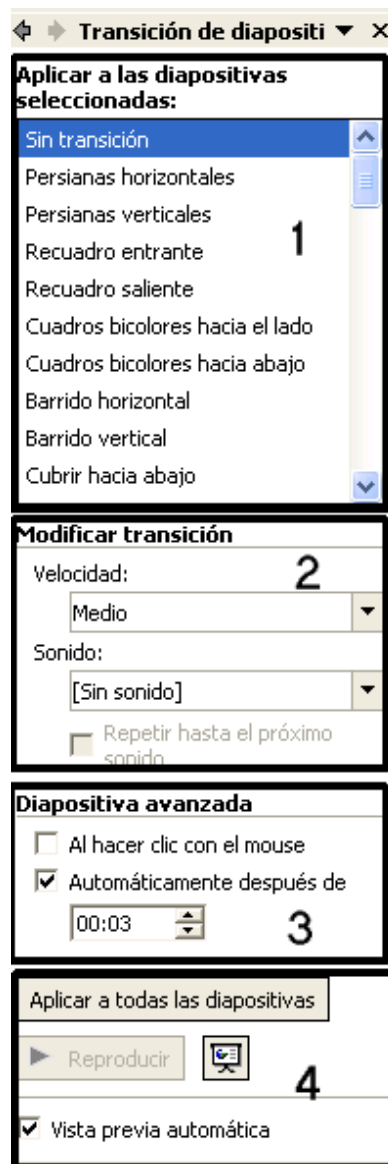 Transición de diapositi
Aplicar a las diapositivas
seleccionadas:
Sin transición
Persianas horizontales
Persianas verticales
1
Recuadro entrante
Recuadro saliente
Cuadros bicolores hacia el lado
Cuadros bicolores hacia abajo
Barrido horizontal
Barrido vertical
Cubrir hacia abajo
Modificar transición
2
Velocidad:
Medio
Sonido:
[Sin sonido]
Repetir hasta el próximo
sonido
Diapositiva avanzada
Al hacer clic con el mouse
Automáticamente después de
00:03
3
Aplicar a todas las diapositivas
Reproducir
4
Vista previa automática